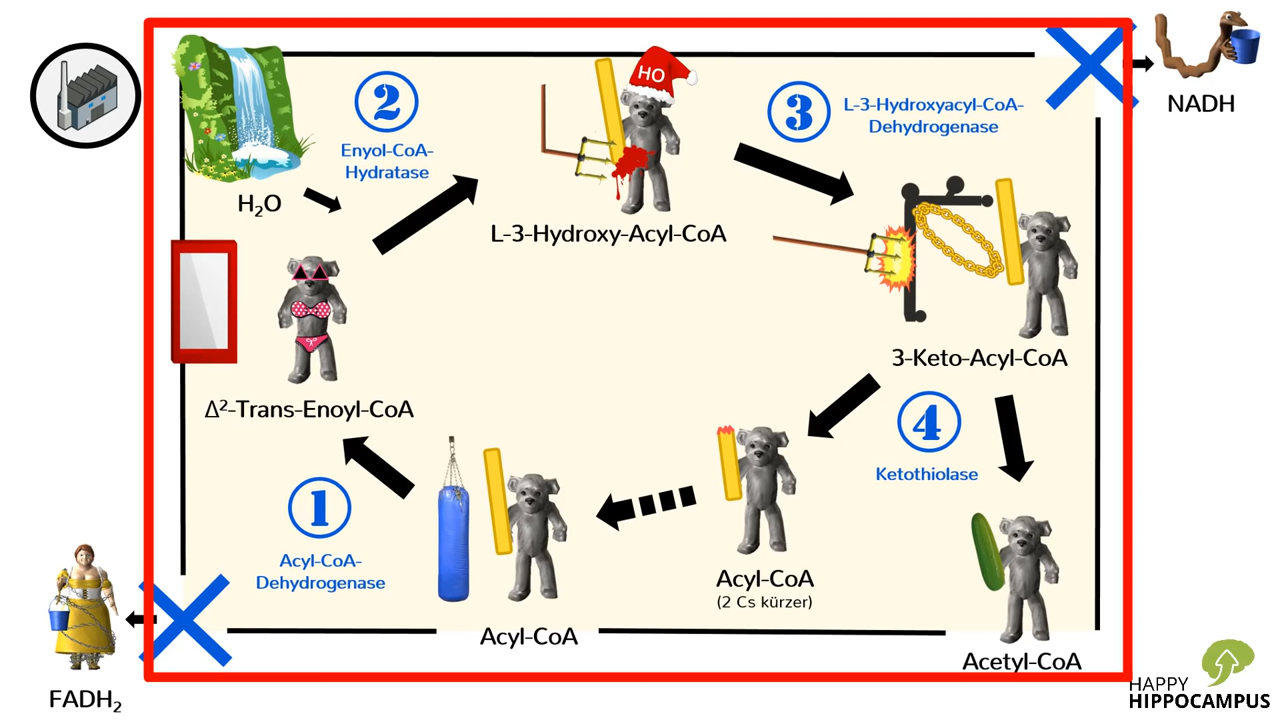 NADH
2
Enyol-CoA-
Hydratase
H₂O
HO
L-3-Hydroxy-Acyl-CoA
3
L-3-Hydroxyacyl-CoA-
Dehydrogenase
3-Keto-Acyl-CoA
Δ²-Trans-Enoyl-CoA
4
Ketothiolase
1
Acyl-CoA-
Dehydrogenase
Acyl-CoA
(2 Cs kürzer)
Acyl-CoA
Acetyl-CoA
FADH₂
HAPPY
HIPPOCAMPUS